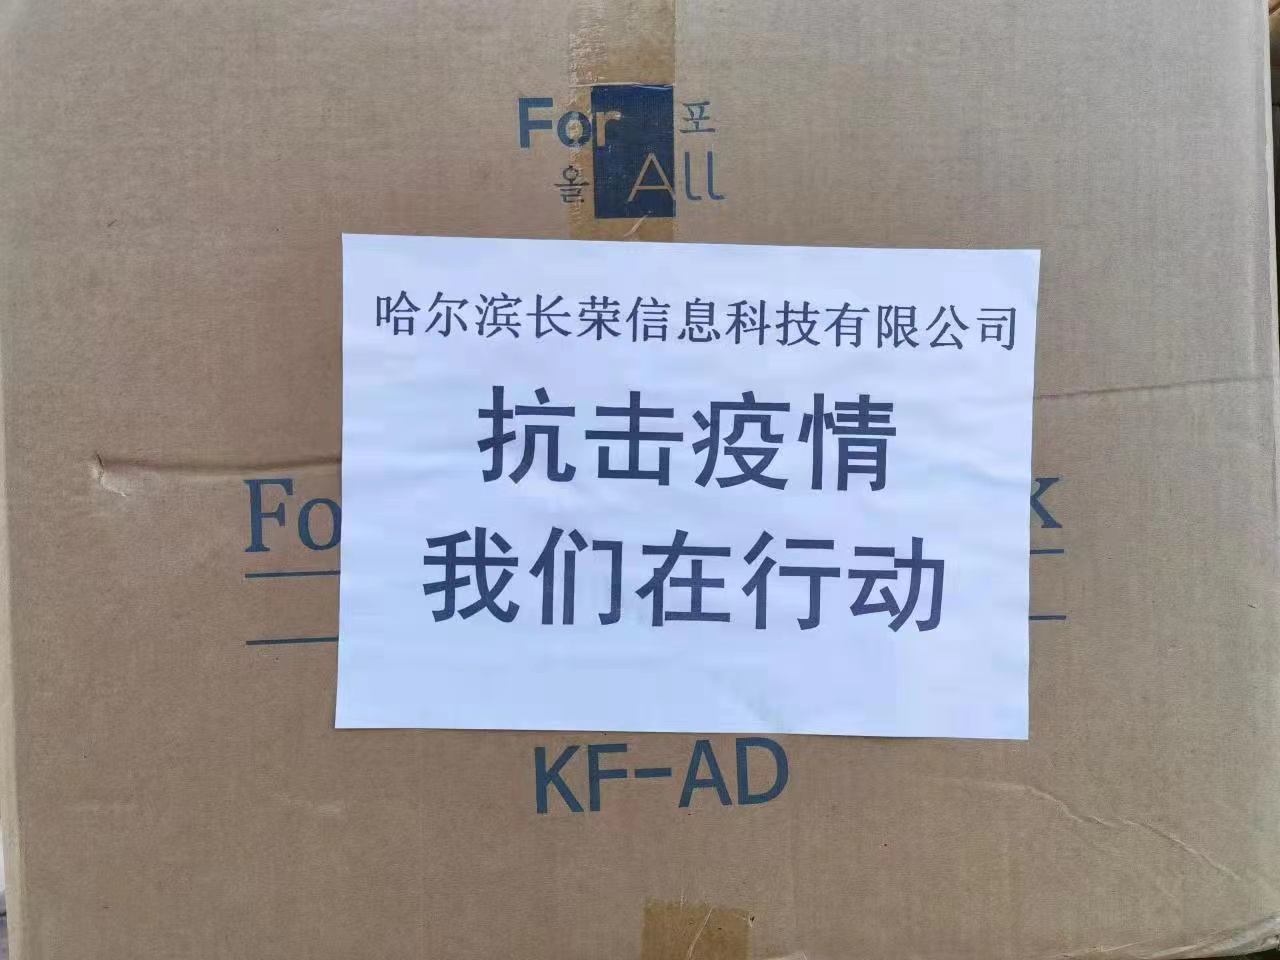 For 포
올 All
哈尔滨长荣信息科技有限公司
抗击疫情
我们在行动
KF-AD